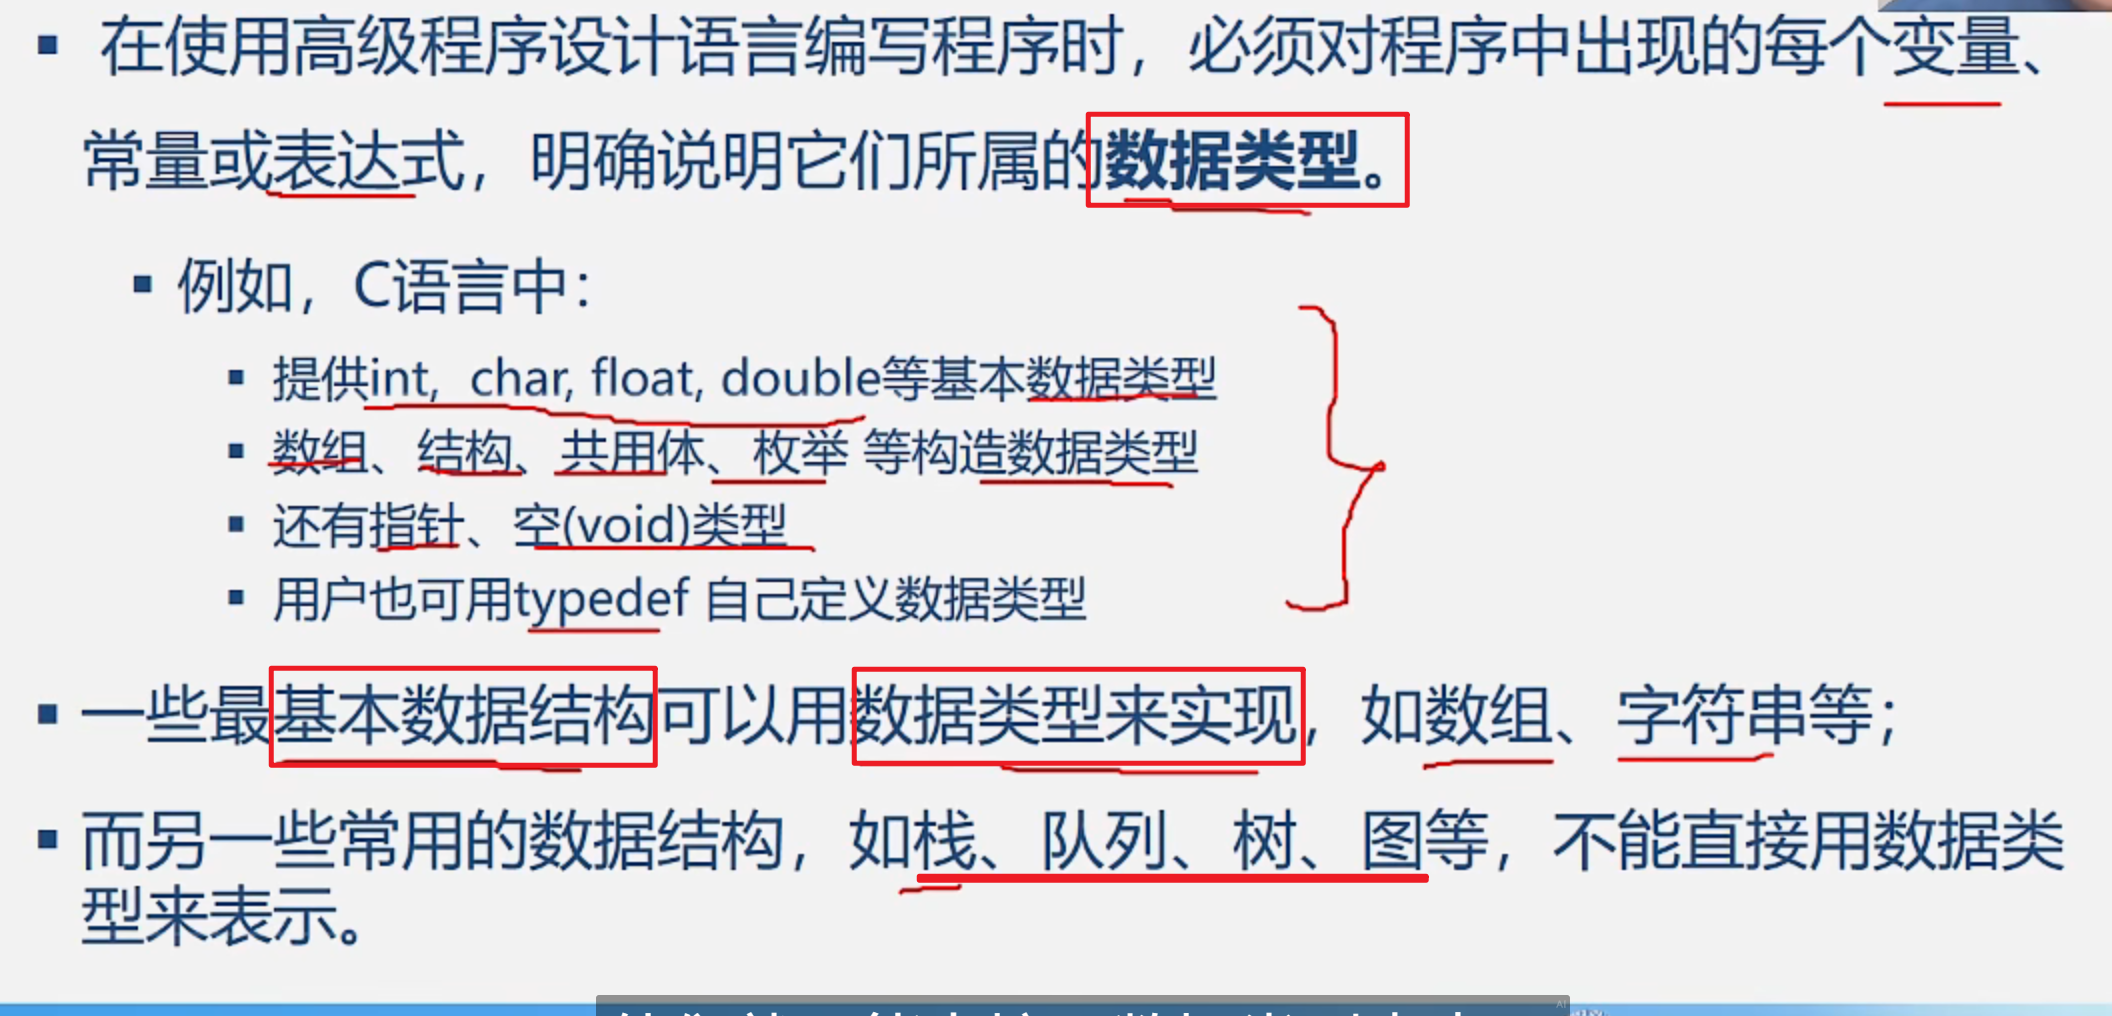 ▪ 在使用高级程序设计语言编写程序时，必须对程序中出现的每个变量、
常量或表达式，明确说明它们所属的数据类型。
▪ 例如，C语言中：
▪ 提供int, char, float, double等基本数据类型
▪ 数组、结构、共用体、枚举 等构造数据类型
▪ 还有指针、空(void)类型
▪ 用户也可用typedef 自己定义数据类型
▪ 一些最基本数据结构可以用数据类型来实现，如数组、字符串等；
▪ 而另一些常用的数据结构，如栈、队列、树、图等，不能直接用数据类
型来表示。
AI